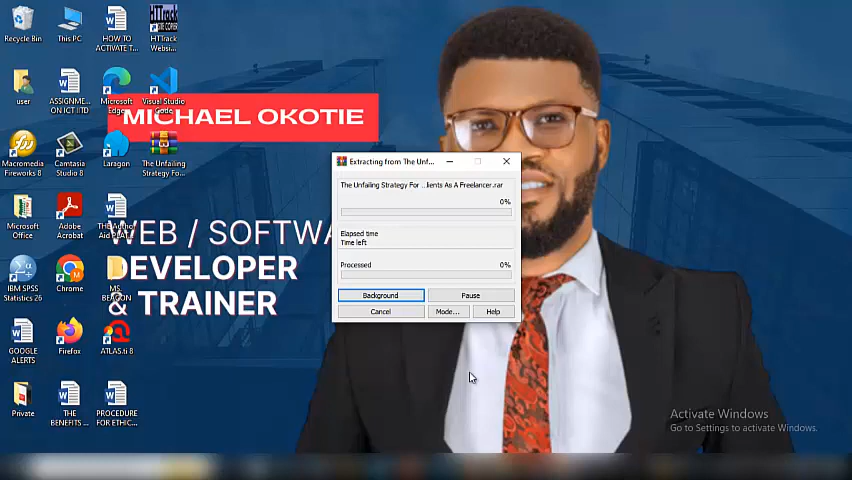 Recycle Bin
This PC
HOW TO
ACTIVATE T...
HTTrack
Websi...
user
ASSIGNME...
ON ICT IITD
Microsoft
Edge
Visual Studio
Code
MICHAEL OKOTIE
Macromedia
Fireworks 8
Camtasia
Studio 8
Laragon
The Unfailing
Strategy Fo...
Microsoft
Office
Adobe
Acrobat
WEB / SOFTWA
DEVELOPER
& TRAINER
IBM SPSS
Statistics 26
Chrome
MS.
BEACON
GOOGLE
ALERTS
Firefox
ATLAS.ti 8
Private
THE
BENEFITS ...
PROCEDURE
FOR ETHIC...
Extracting from The Unf...
The Unfailing Strategy For ...lients As A Freelancer.rar
0%
Elapsed time
Time left
Processed
0%
Background
Pause
Cancel
Mode...
Help
Activate Windows
Go to Settings to activate Windows.